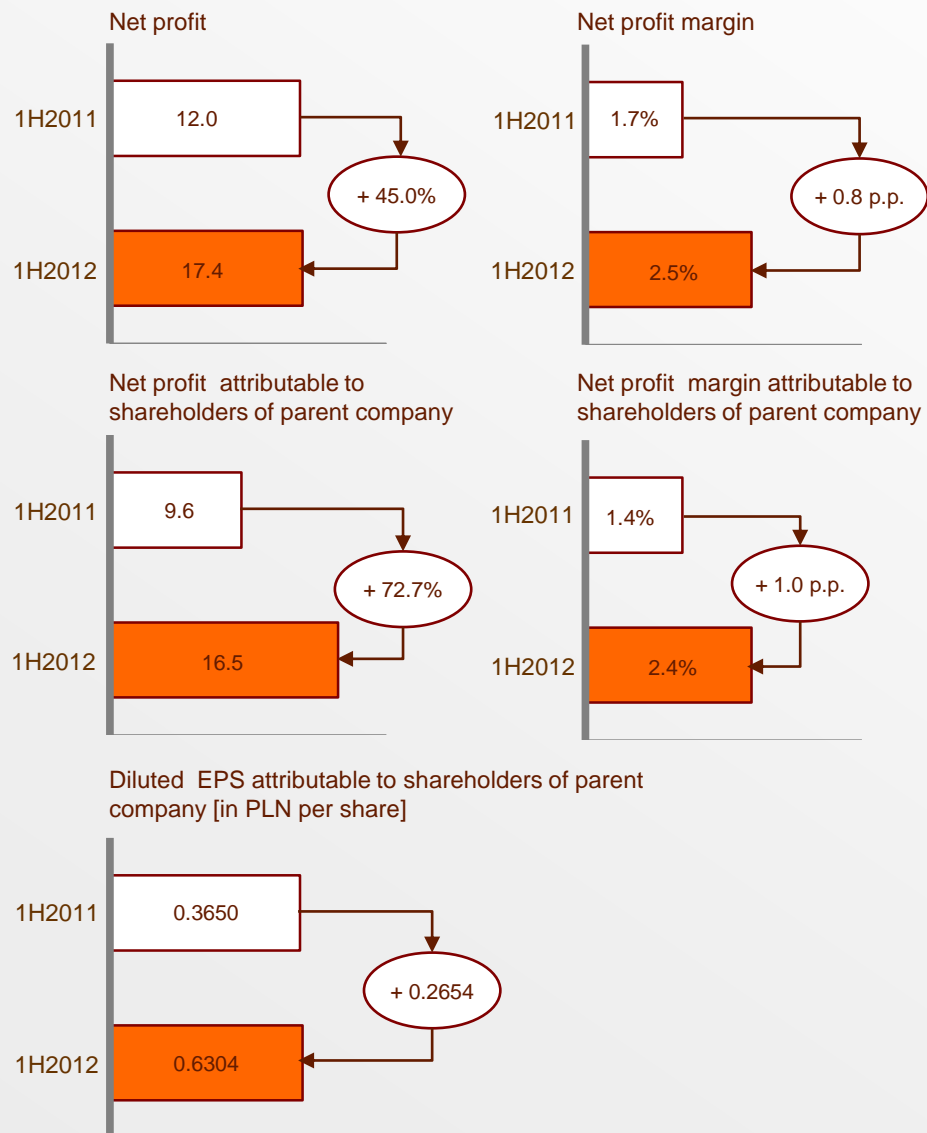 Net profit
1H2011
12.0
+ 45.0%
1H2012
17.4
Net profit margin
1H2011
1.7%
+ 0.8 p.p.
1H2012
2.5%
Net profit  attributable to
shareholders of parent company
1H2011
9.6
+ 72.7%
1H2012
16.5
Net profit  margin attributable to
shareholders of parent company
1H2011
1.4%
+ 1.0 p.p.
1H2012
2.4%
Diluted  EPS attributable to shareholders of parent
company [in PLN per share]
1H2011
0.3650
+ 0.2654
1H2012
0.6304